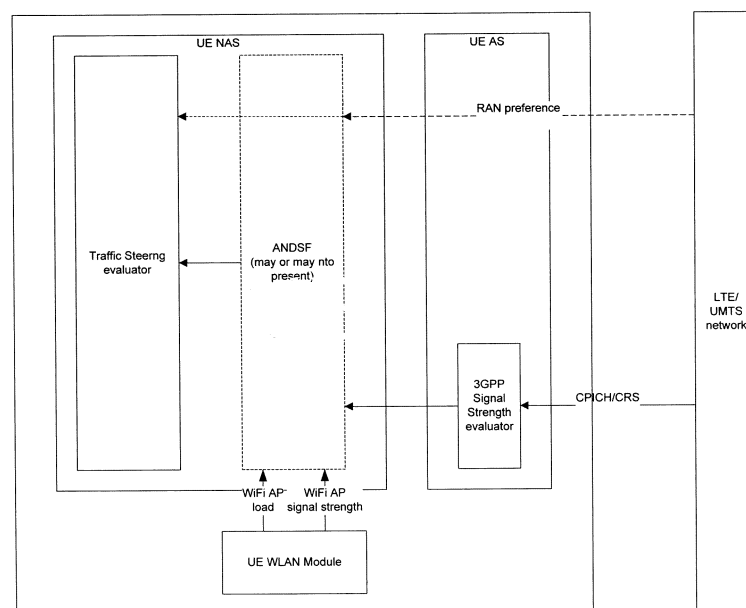 UE NAS
UE AS
RAN preference
Traffic Steerng
evaluator
ANDSF
(may or may nto
present)
LTE/
UMTS
network
3GPP
Signal
Strength
evaluator
CPICH/CRS
WiFi AP
load
WiFi AP
signal strength
UE WLAN Module